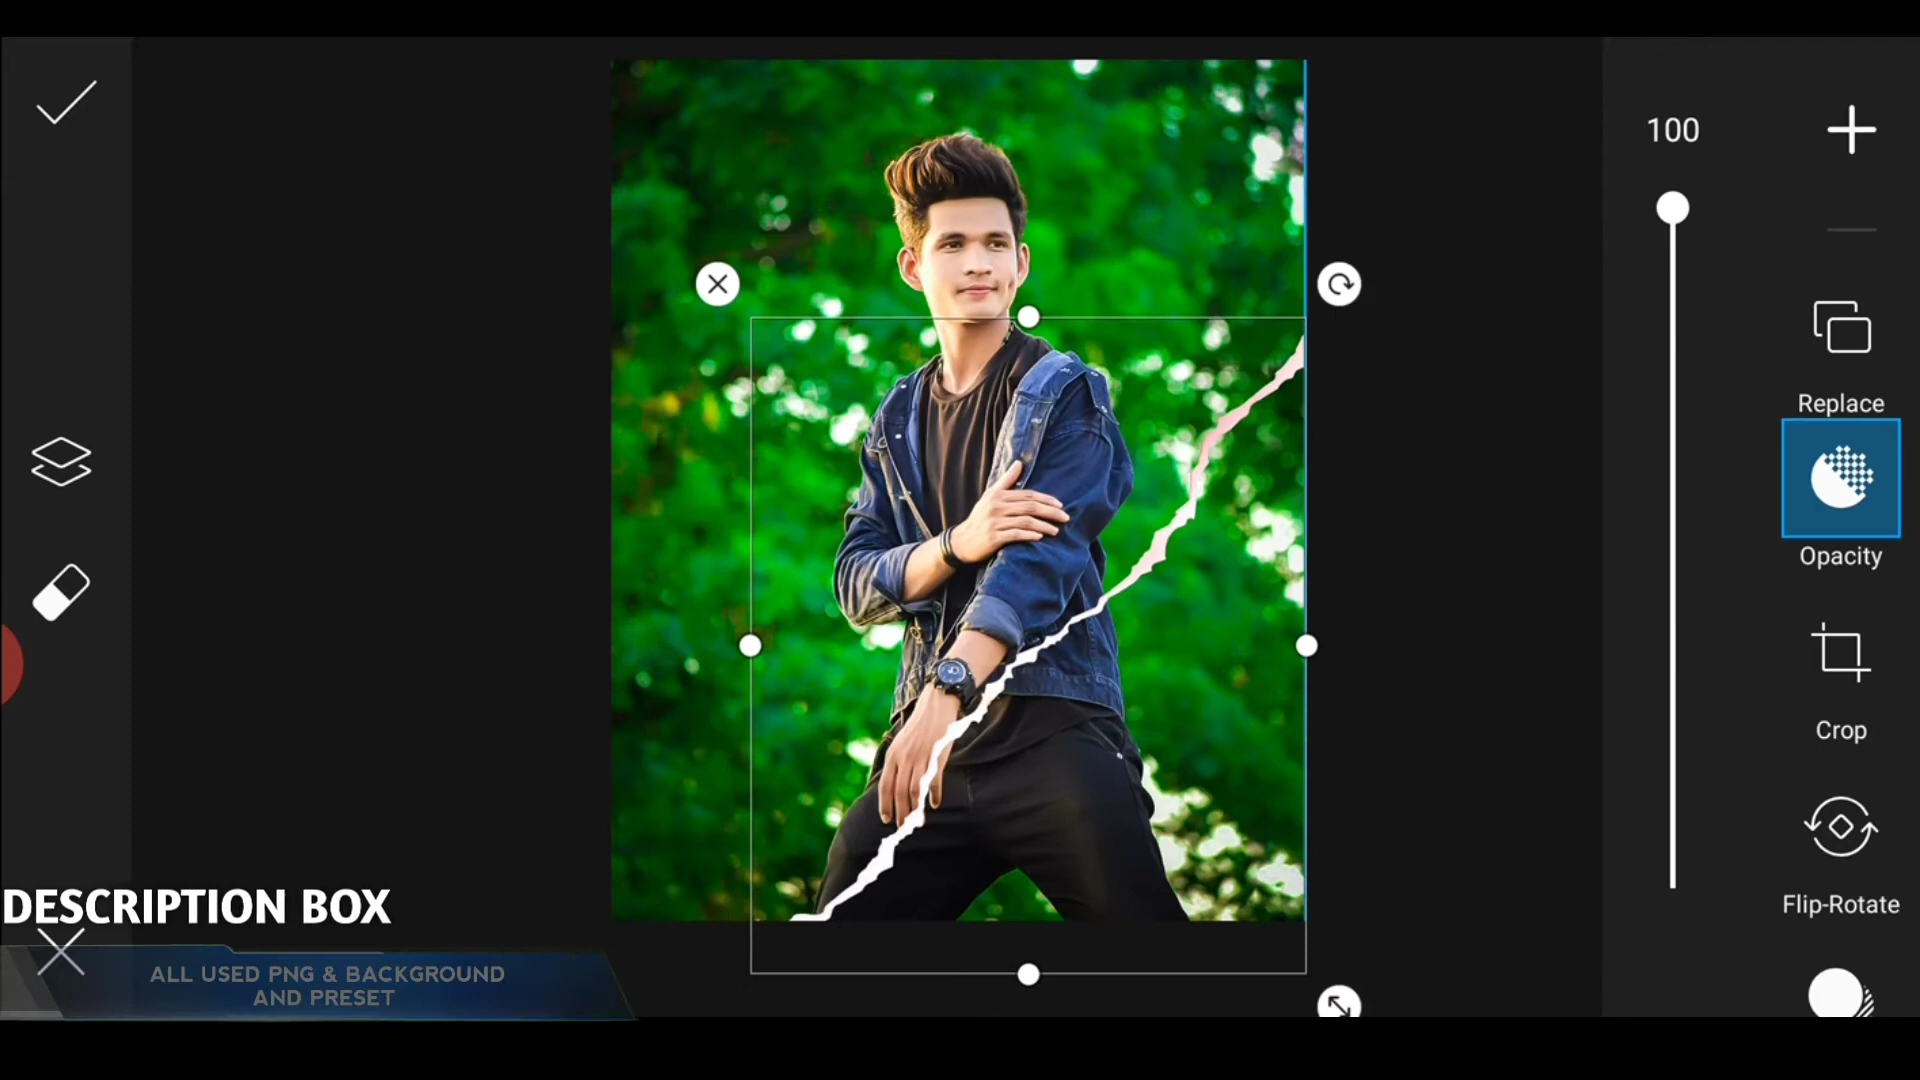 100
Replace
Opacity
Crop
Flip-Rotate
DESCRIPTION BOX
ALL USED PNG & BACKGROUND
AND PRESET